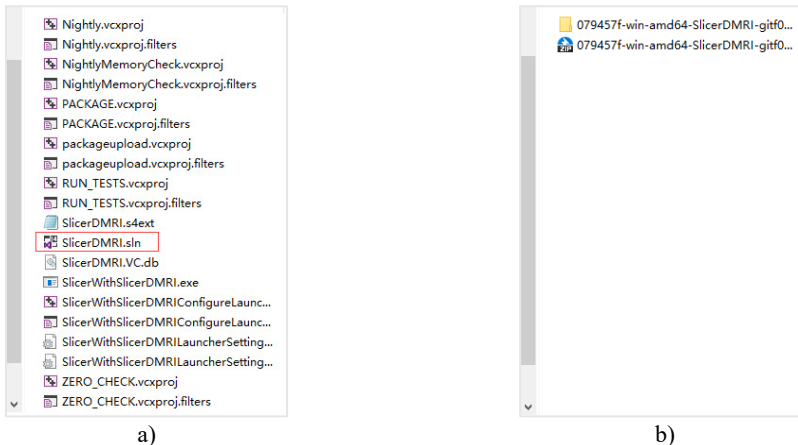 Nightly.vcxproj
Nightly.vcxproj.filters
NightlyMemoryCheck.vcxproj
NightlyMemoryCheck.vcxproj.filters
PACKAGE.vcxproj
PACKAGE.vcxproj.filters
packageupload.vcxproj
packageupload.vcxproj.filters
RUN_TESTS.vcxproj
RUN_TESTS.vcxproj.filters
SlicerDMRI.s4ext
SlicerDMRI.sln
SlicerDMRI.VC.db
SlicerWithSlicerDMRI.exe
SlicerWithSlicerDMRIConfigureLaunc...
SlicerWithSlicerDMRIConfigureLaunc...
SlicerWithSlicerDMRILauncherSetting...
SlicerWithSlicerDMRILauncherSetting...
ZERO_CHECK.vcxproj
ZERO_CHECK.vcxproj.filters
a)
079457f-win-amd64-SlicerDMRI-gitf0...
ZIP 079457f-win-amd64-SlicerDMRI-gitf0...
b)